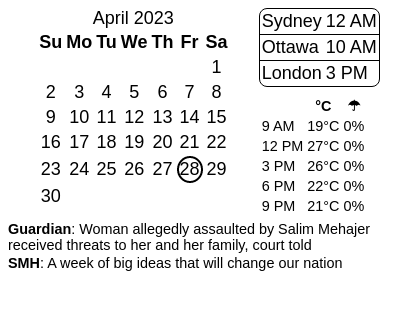 April 2023
Su Mo Tu We Th Fr Sa
1
2 3 4 5 6 7 8
9 10 11 12 13 14 15
16 17 18 19 20 21 22
23 24 25 26 27 28 29
30
Sydney 12 AM
Ottawa 10 AM
London 3 PM
°C ☂
9 AM 19°C 0%
12 PM 27°C 0%
3 PM 26°C 0%
6 PM 22°C 0%
9 PM 21°C 0%
Guardian: Woman allegedly assaulted by Salim Mehajer
received threats to her and her family, court told
SMH: A week of big ideas that will change our nation